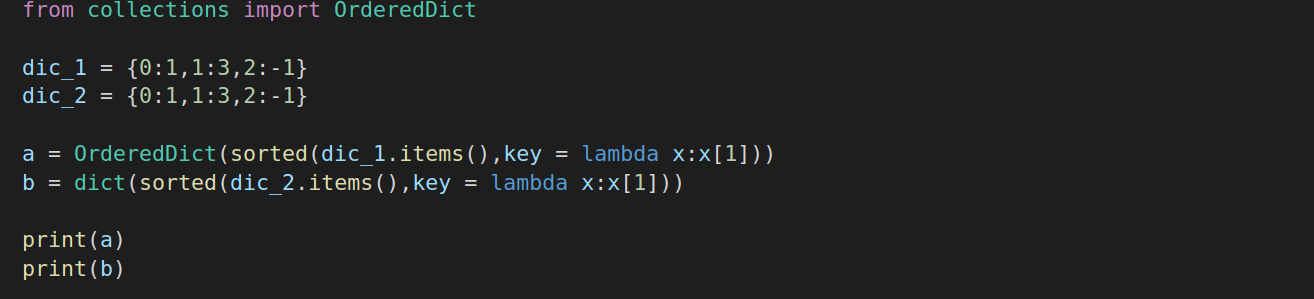 from collections import OrderedDict
dic_1 = {0:1,1:3,2:-1}
dic_2 = {0:1,1:3,2:-1}
a = OrderedDict(sorted(dic_1.items(),key = lambda x:x[1]))
b = dict(sorted(dic_2.items(),key = lambda x:x[1]))
print(a)
print(b)